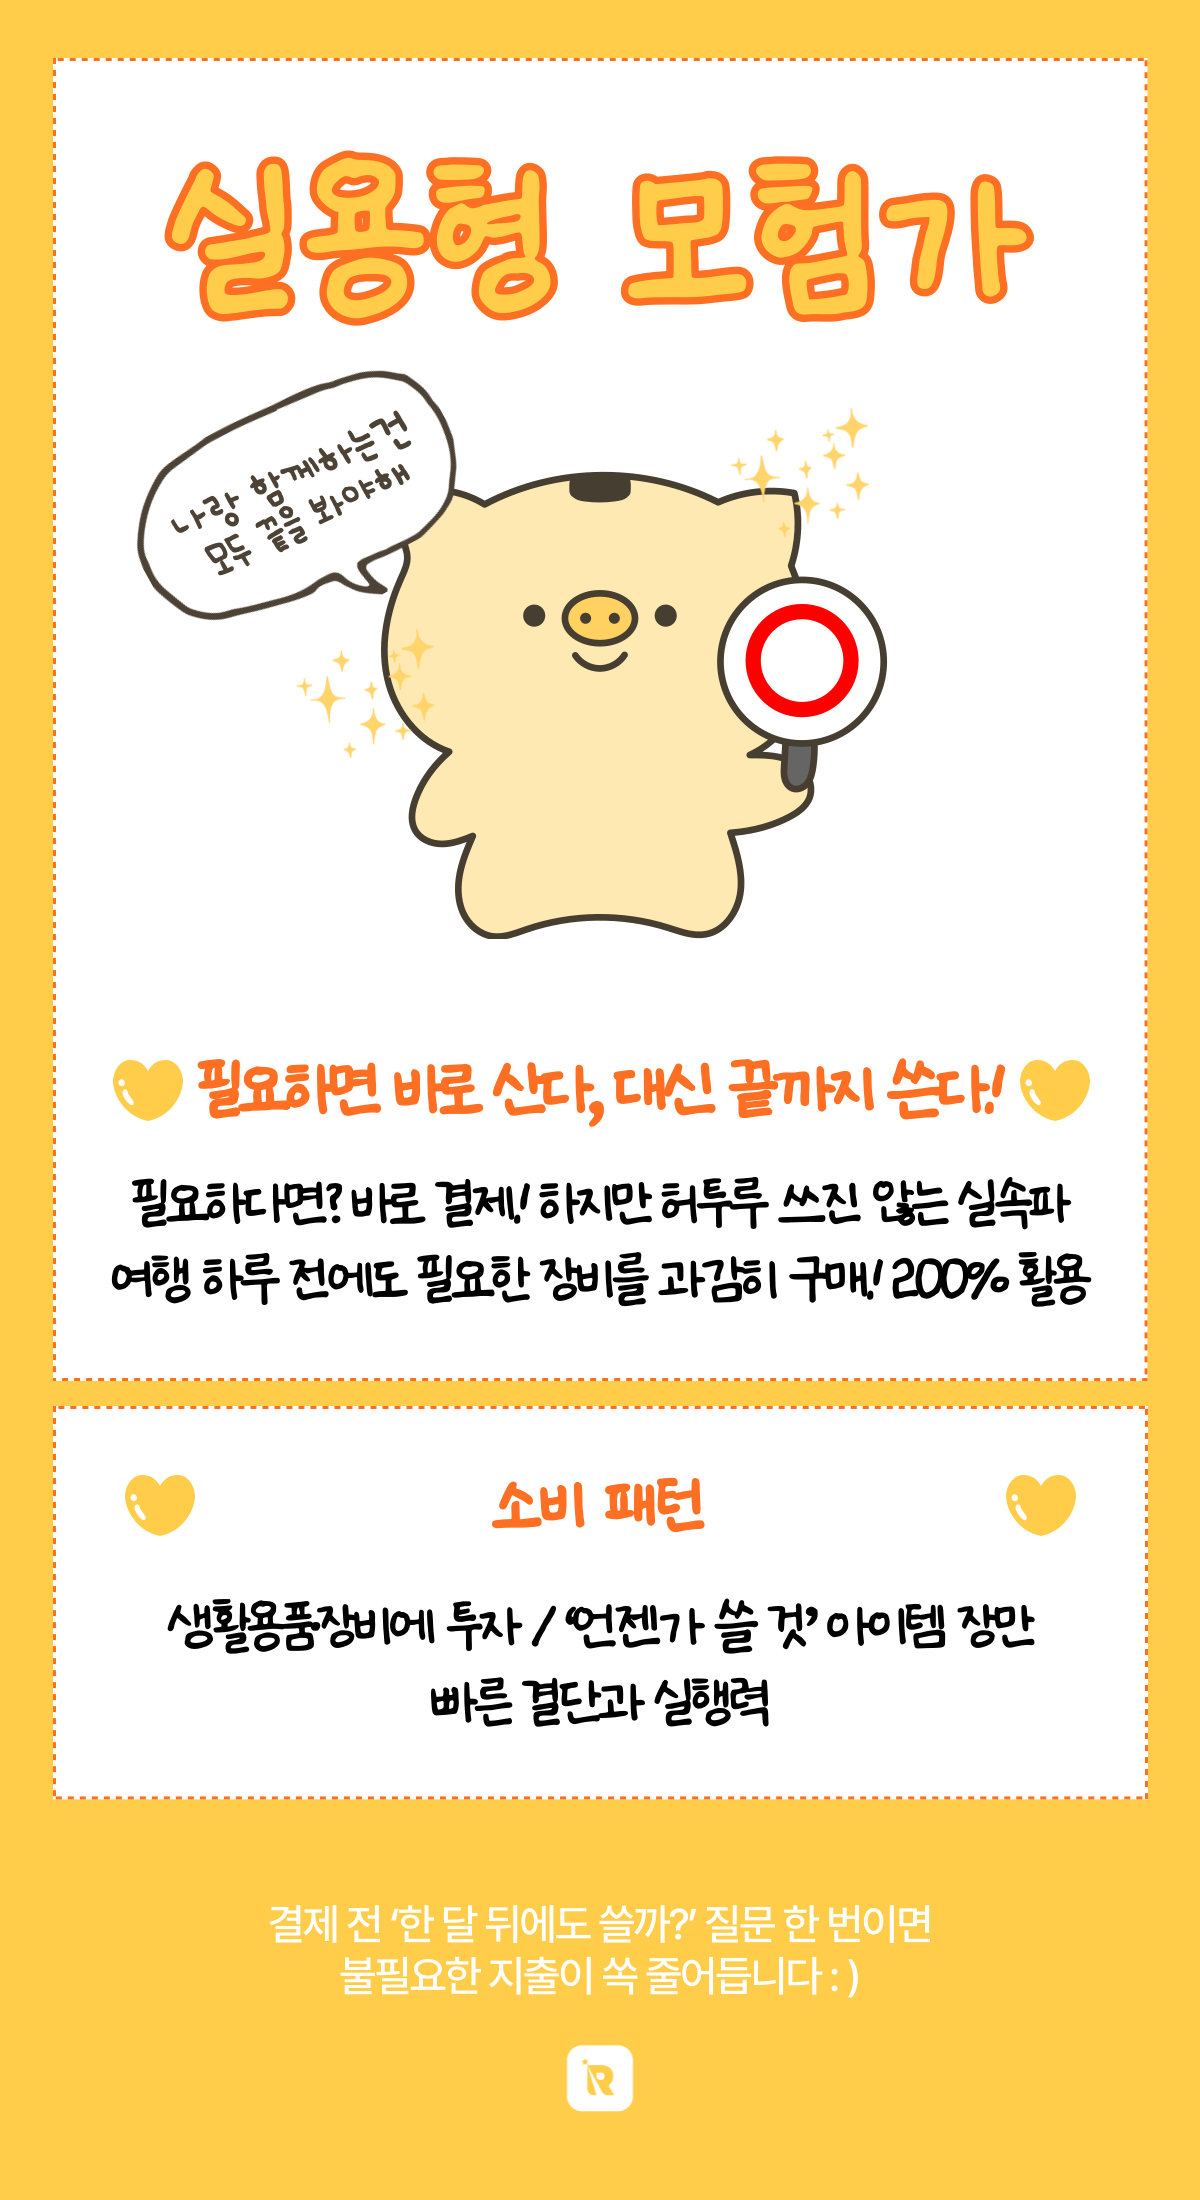 실용형 모험가
나랑 함께하는건
모두 끝을 봐야해
필요하면 바로 산다, 대신 끝까지 쓴다!
필요하다면? 바로 결제! 하지만 허투루 쓰진 않는 실속파
여행 하루 전에도 필요한 장비를 과감히 구매! 200% 활용
소비 패턴
생활용품·장비에 투자 / ‘언젠가 쓸 것’ 아이템 장만
빠른 결단과 실행력
결제 전 ‘한 달 뒤에도 쓸까?’ 질문 한 번이면
불필요한 지출이 쏙 줄어듭니다 : )
R